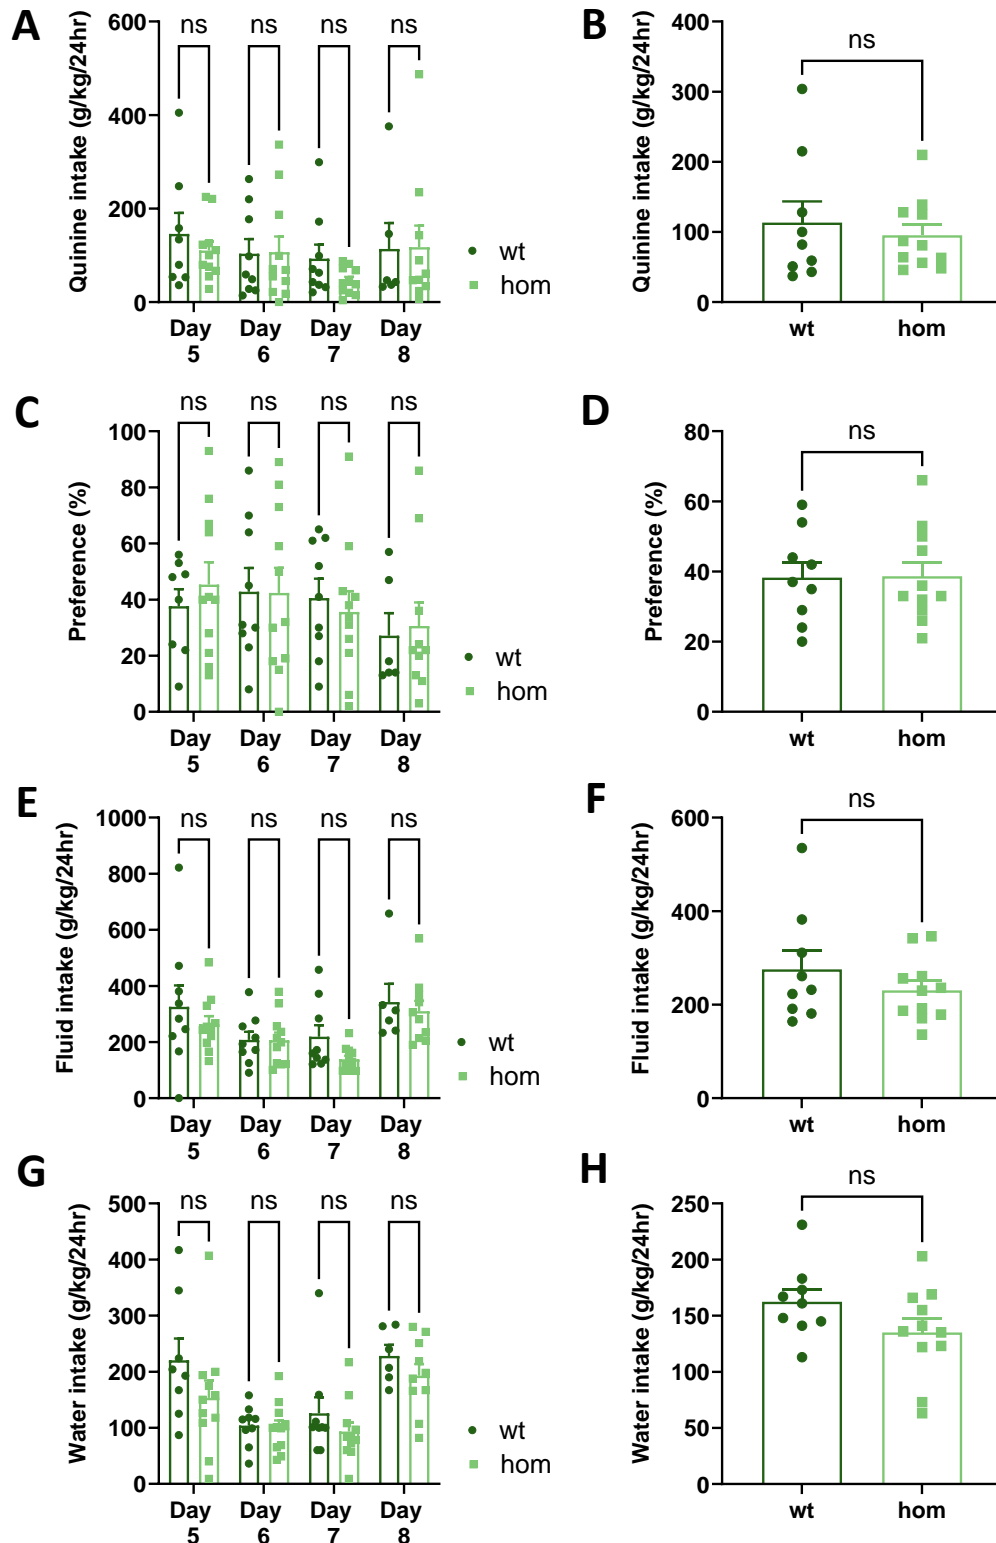 A
Quinine intake (g/kg/24hr)
600
400
200
0
ns
ns
ns
ns
Day 5
Day 6
Day 7
Day 8
wt
hom
B
Quinine intake (g/kg/24hr)
400
300
200
100
0
ns
wt
hom
C
Preference (%)
100
80
60
40
20
0
ns
ns
ns
ns
Day 5
Day 6
Day 7
Day 8
wt
hom
D
Preference (%)
80
60
40
20
0
ns
wt
hom
E
Fluid intake (g/kg/24hr)
1000
800
600
400
200
0
ns
ns
ns
ns
Day 5
Day 6
Day 7
Day 8
wt
hom
F
Fluid intake (g/kg/24hr)
600
400
200
0
ns
wt
hom
G
Water intake (g/kg/24hr)
500
400
300
200
100
0
ns
ns
ns
ns
Day 5
Day 6
Day 7
Day 8
wt
hom
H
Water intake (g/kg/24hr)
250
200
150
100
50
0
ns
wt
hom